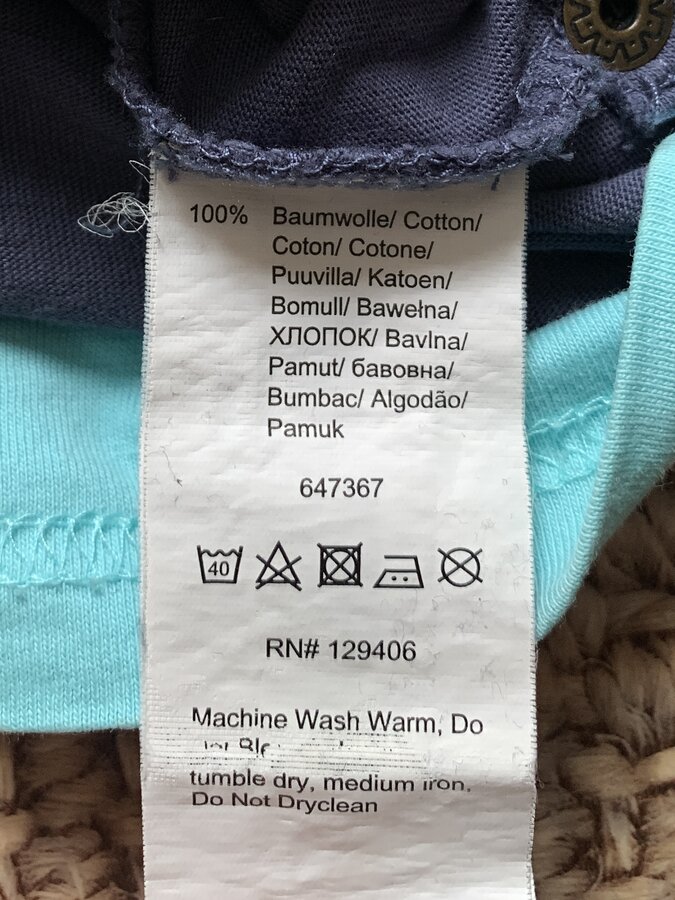 100% Baumwolle/ Cotton/
Coton/ Cotone/
Puuvilla/ Katoen/
Bomull/ Bawełna/
ХЛОПОК/ Bavlna/
Pamut/ бавовна/
Bumbac/ Algodão/
Pamuk
647367
40
RN# 129406
Machine Wash Warm, Do
tumble dry, medium iron,
Do Not Dryclean